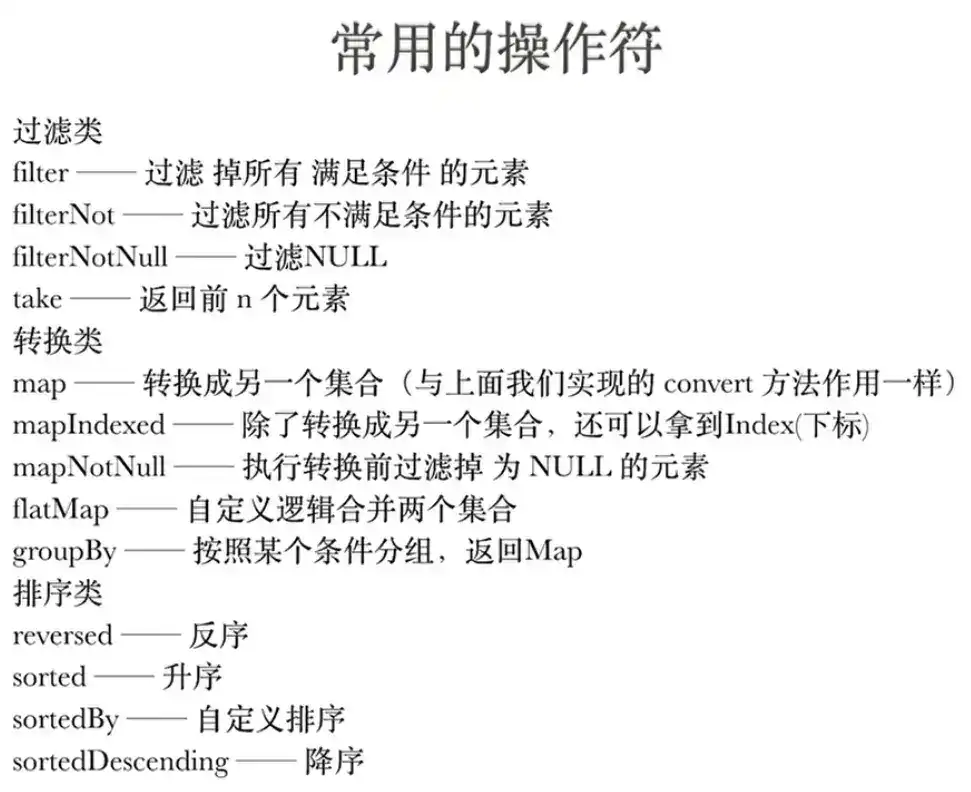 常用的操作符
过滤类
filter —— 过滤 掉所有 满足条件 的元素
filterNot —— 过滤所有不满足条件的元素
filterNotNull —— 过滤NULL
take —— 返回前 n 个元素
转换类
map —— 转换成另一个集合（与上面我们实现的 convert 方法作用一样）
mapIndexed —— 除了转换成另一个集合，还可以拿到Index(下标)
mapNotNull —— 执行转换前过滤掉 为 NULL 的元素
flatMap —— 自定义逻辑合并两个集合
groupBy —— 按照某个条件分组，返回Map
排序类
reversed —— 反序
sorted —— 升序
sortedBy —— 自定义排序
sortedDescending —— 降序